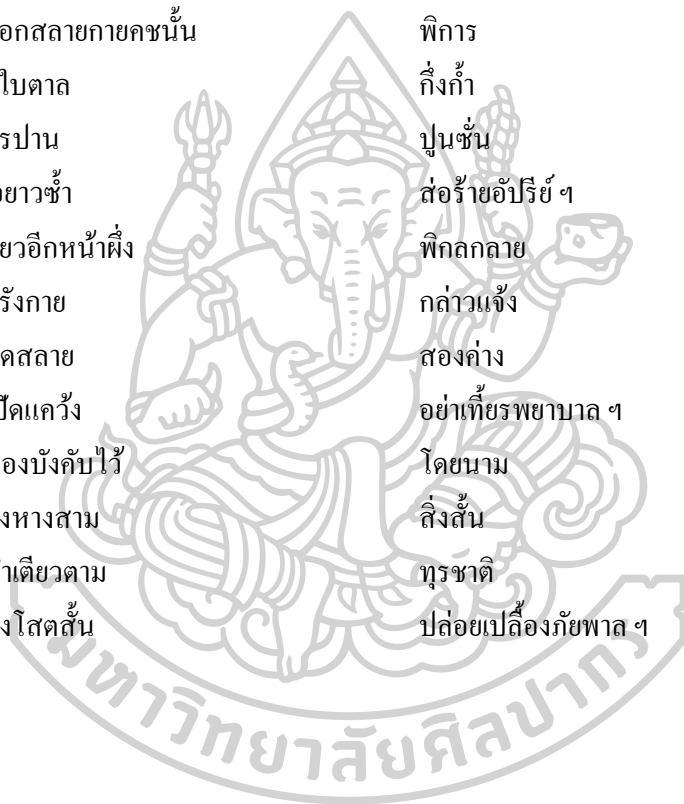 อกสลายกายคชนั้น พิการ
ใบตาล กึ่งก้ำ
รปาน ปูนซั่น
ยาวซ้ำ ส่อร้ายอัปรีย์ ฯ
ยวอีกหน้าผึ่ง พิกลกลาย
รังกาย กล่าวแจ้ง
ดสลาย สองค่าง
ปัดแคว้ง อย่าเที้ยรพยาบาล ฯ
องบังคับไว้ โดยนาม
งหางสาม สิ่งสั้น
าเตียวตาม ทุรชาติ
งโสตสั้น ปล่อยเปลื้องภัยพาล ฯ
มหาวิทยาลัยศิลปากร